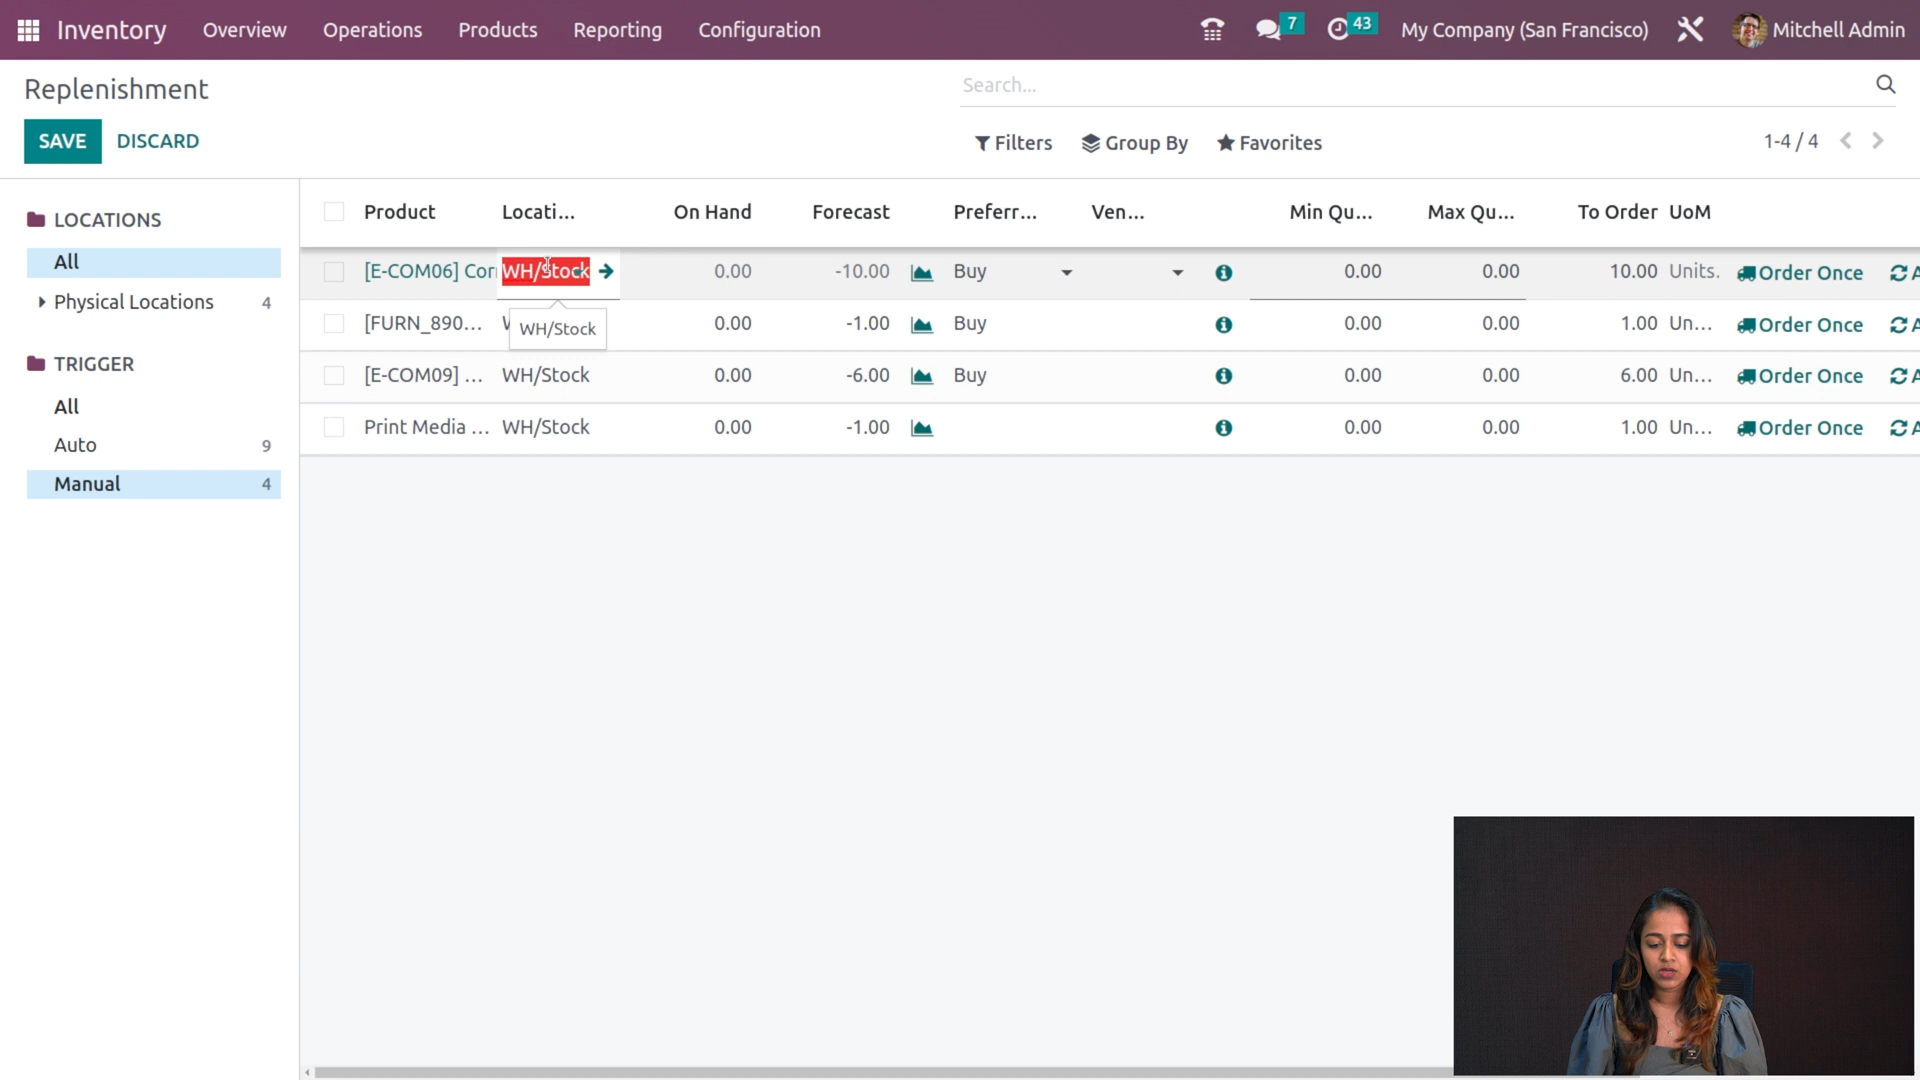 Inventory Overview Operations Products Reporting Configuration 7 43 My Company (San Francisco) Mitchell Admin
Replenishment
Search...
SAVE DISCARD
Filters Group By Favorites 1-4 / 4
LOCATIONS
All
Physical Locations 4
TRIGGER
All
Auto 9
Manual 4
Product Locati... On Hand Forecast Preferr... Ven... Min Qu... Max Qu... To Order UoM
[E-COM06] Cor WH/Stock 0.00 -10.00 Buy 0.00 0.00 10.00 Units. Order Once A
[FURN_890... 0.00 -1.00 Buy 0.00 0.00 1.00 Un... Order Once A
WH/Stock
[E-COM09] ... WH/Stock 0.00 -6.00 Buy 0.00 0.00 6.00 Un... Order Once A
Print Media ... WH/Stock 0.00 -1.00 0.00 0.00 1.00 Un... Order Once A